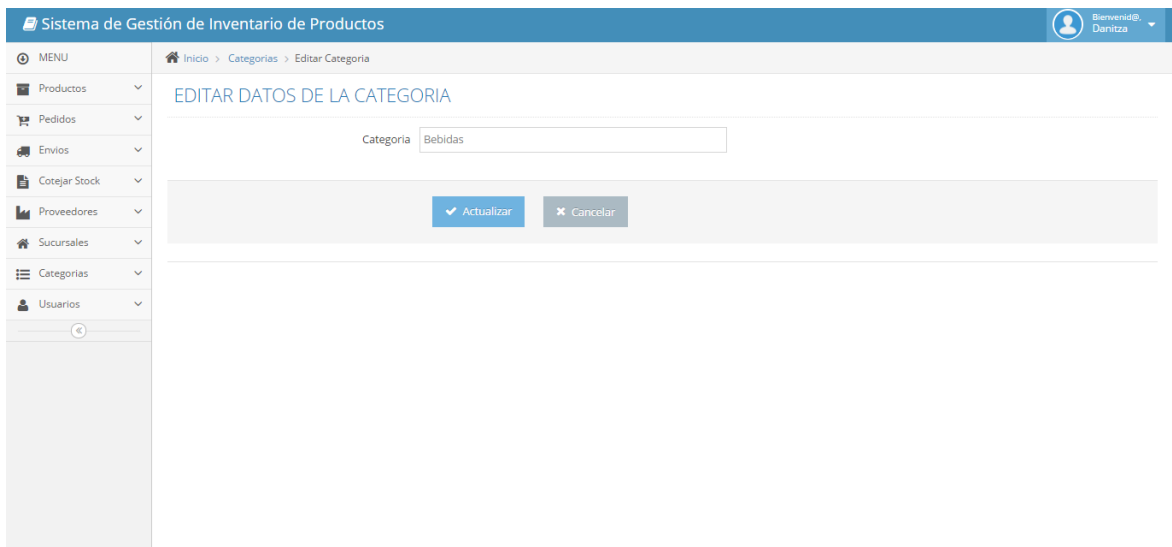 Sistema de Gestión de Inventario de Productos
Bienvenid@,
Danitza
MENU
Inicio > Categorias > Editar Categoria
Productos
EDITAR DATOS DE LA CATEGORIA
Pedidos
Categoria Bebidas
Envios
Cotejar Stock
Proveedores
Actualizar Cancelar
Sucursales
Categorias
Usuarios